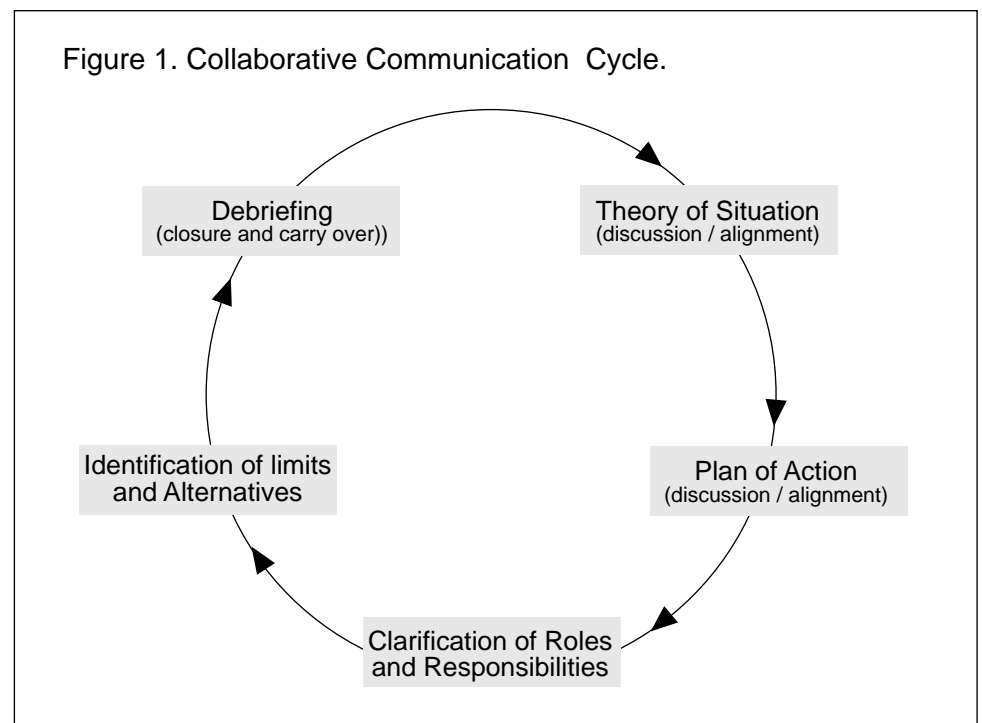 Figure 1. Collaborative Communication Cycle.
Debriefing
(closure and carry over))
Theory of Situation
(discussion / alignment)
Identification of limits
and Alternatives
Plan of Action
(discussion / alignment)
Clarification of Roles
and Responsibilities